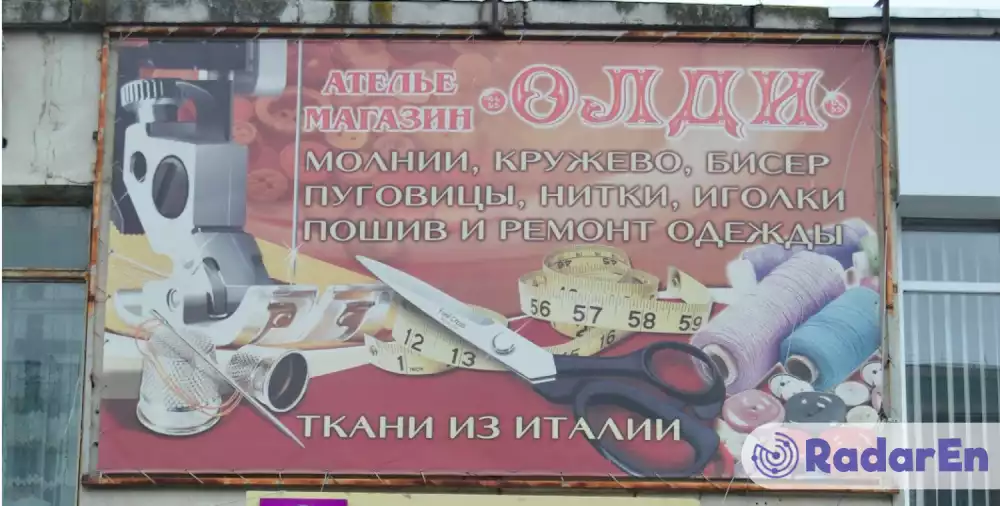 АТЕЛЬЕ
МАГАЗИН
ОЛДИ
МОЛНИИ, КРУЖЕВО, БИСЕР
ПУГОВИЦЫ, НИТКИ, ИГОЛКИ
ПОШИВ И РЕМОНТ ОДЕЖДЫ
56 57 58 59
12 13
1
ТКАНИ ИЗ ИТАЛИИ
RadarEn